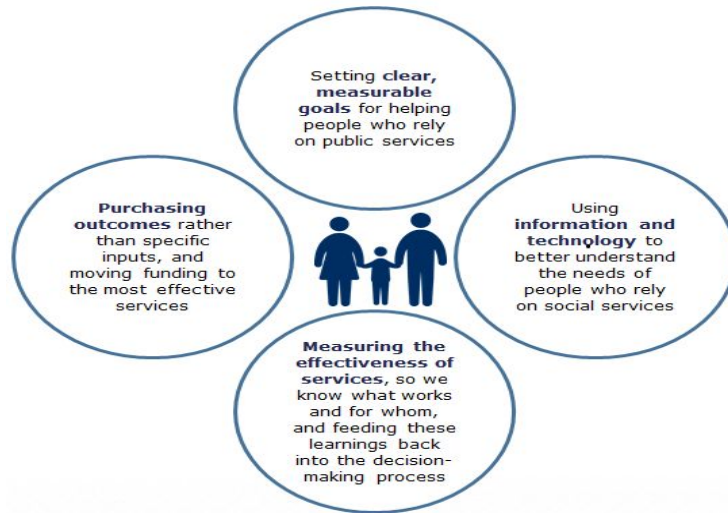 Setting clear,
measurable
goals for helping
people who rely
on public services
Purchasing
outcomes rather
than specific
inputs, and
moving funding to
the most effective
services
Using
information and
technology to
better understand
the needs of
people who rely
on social services
Measuring the
effectiveness of
services, so we
know what works
and for whom,
and feeding these
learnings back
into the decision-
making process